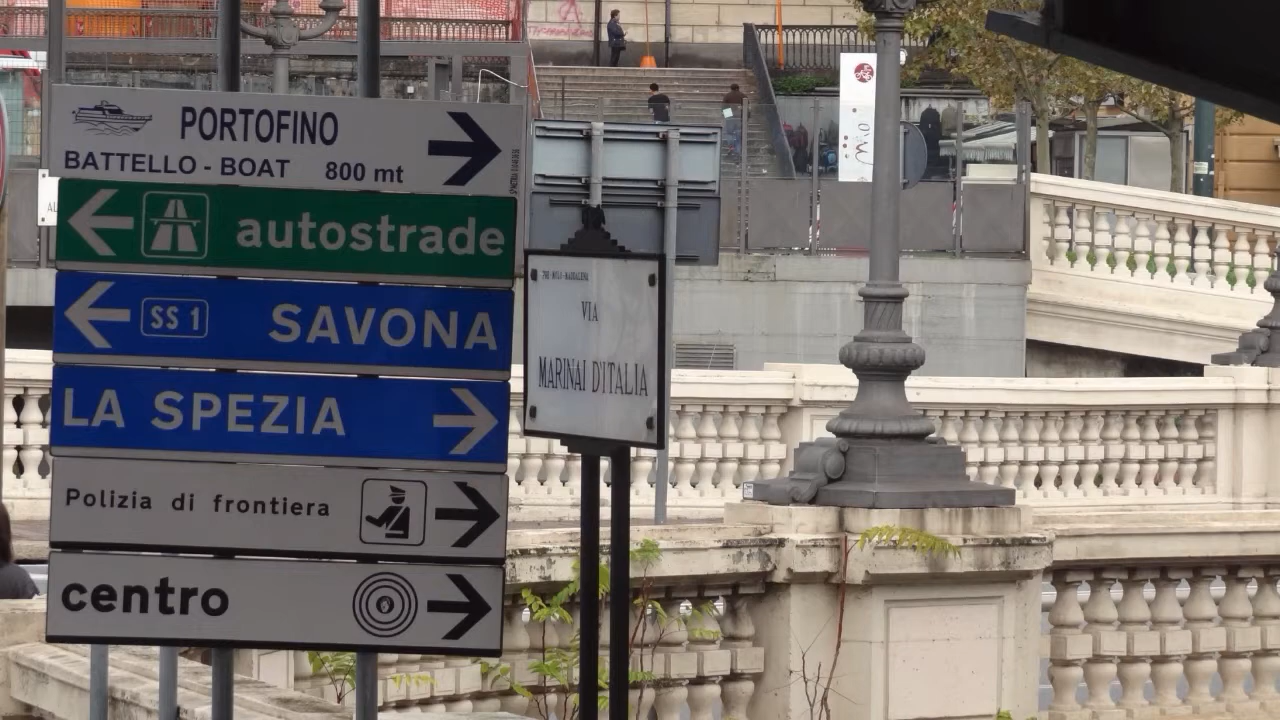 PORTOFINO
BATTELLO - BOAT 800 mt
autostrade
SS 1 SAVONA
LA SPEZIA
Polizia di frontiera
centro
VIA
MARINAI D'ITALIA